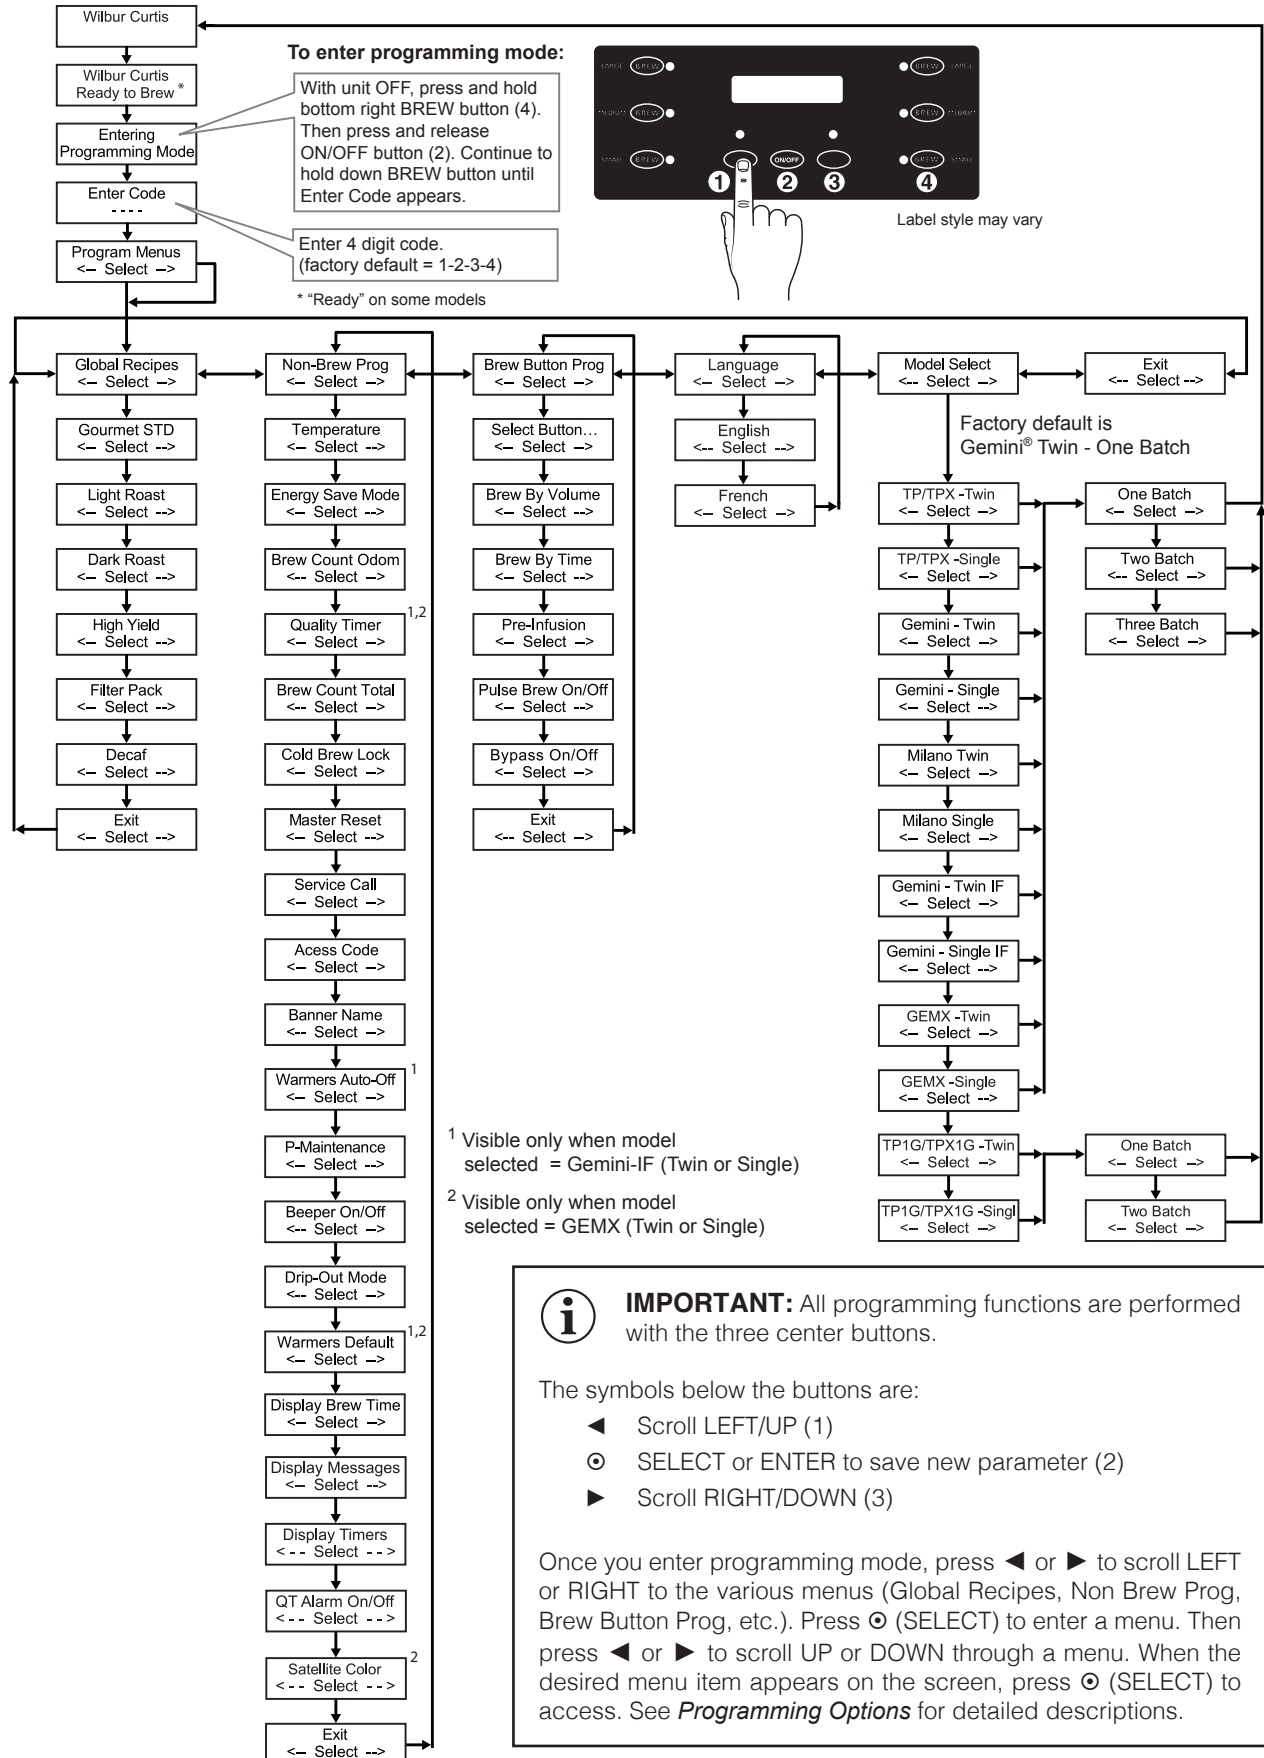 Wilbur Curtis
Wilbur Curtis
Ready to Brew *
Entering
Programming Mode
Enter Code
- - - -
Program Menus
<– Select –>
To enter programming mode:
With unit OFF, press and hold
bottom right BREW button (4).
Then press and release
ON/OFF button (2). Continue to
hold down BREW button until
Enter Code appears.
Enter 4 digit code.
(factory default = 1-2-3-4)
* “Ready” on some models
LARGE BREW
MEDIUM BREW
SMALL BREW
BREW LARGE
BREW MEDIUM
BREW SMALL
ON/OFF
1 2 3 4
Label style may vary
Global Recipes
<– Select –>
Gourmet STD
<– Select -->
Light Roast
<– Select -->
Dark Roast
<– Select -->
High Yield
<– Select -->
Filter Pack
<– Select -->
Decaf
<– Select -->
Exit
<– Select -->
Non-Brew Prog
<– Select –>
Temperature
<– Select -->
Energy Save Mode
<– Select –>
Brew Count Odom
<-- Select –>
Quality Timer 1,2
<– Select –>
Brew Count Total
<– Select –>
Cold Brew Lock
<– Select –>
Master Reset
<– Select -->
Service Call
<– Select –>
Acess Code
<– Select –>
Banner Name
<-- Select –>
Warmers Auto-Off 1
<– Select –>
P-Maintenance
<– Select –>
Beeper On/Off
<-- Select –>
Drip-Out Mode
<-- Select –>
Warmers Default 1,2
<– Select –>
Display Brew Time
<-- Select –>
Display Messages
<-- Select -->
Display Timers
< - - Select - - >
QT Alarm On/Off
< - - Select - - >
Satellite Color 2
< - - Select - - >
Exit
<– Select -->
Brew Button Prog
<– Select –>
Select Button…
<– Select –>
Brew By Volume
<– Select –>
Brew By Time
<– Select –>
Pre-Infusion
<– Select –>
Pulse Brew On/Off
<– Select –>
Bypass On/Off
<– Select –>
Exit
<-- Select –>
Language
<– Select –>
English
<-- Select -->
French
<– Select –>
Model Select
<-- Select –>
Factory default is
Gemini® Twin - One Batch
TP/TPX -Twin
<– Select –>
TP/TPX -Single
<– Select -->
Gemini - Twin
<– Select –>
Gemini - Single
<– Select -->
Milano Twin
<– Select –>
Milano Single
<– Select –>
Gemini - Twin IF
<– Select –>
Gemini - Single IF
<– Select -->
GEMX -Twin
<– Select –>
GEMX -Single
<– Select -->
TP1G/TPX1G -Twin
<– Select –>
TP1G/TPX1G -Singl
<– Select –>
Exit
<-- Select -->
One Batch
<– Select –>
Two Batch
<-- Select –>
Three Batch
<– Select -->
One Batch
<– Select –>
Two Batch
<– Select –>
1 Visible only when model
selected = Gemini-IF (Twin or Single)
2 Visible only when model
selected = GEMX (Twin or Single)
i
IMPORTANT: All programming functions are performed
with the three center buttons.
The symbols below the buttons are:
◄ Scroll LEFT/UP (1)
⊙ SELECT or ENTER to save new parameter (2)
► Scroll RIGHT/DOWN (3)
Once you enter programming mode, press ◄ or ► to scroll LEFT
or RIGHT to the various menus (Global Recipes, Non Brew Prog,
Brew Button Prog, etc.). Press ⊙ (SELECT) to enter a menu. Then
press ◄ or ► to scroll UP or DOWN through a menu. When the
desired menu item appears on the screen, press ⊙ (SELECT) to
access. See Programming Options for detailed descriptions.